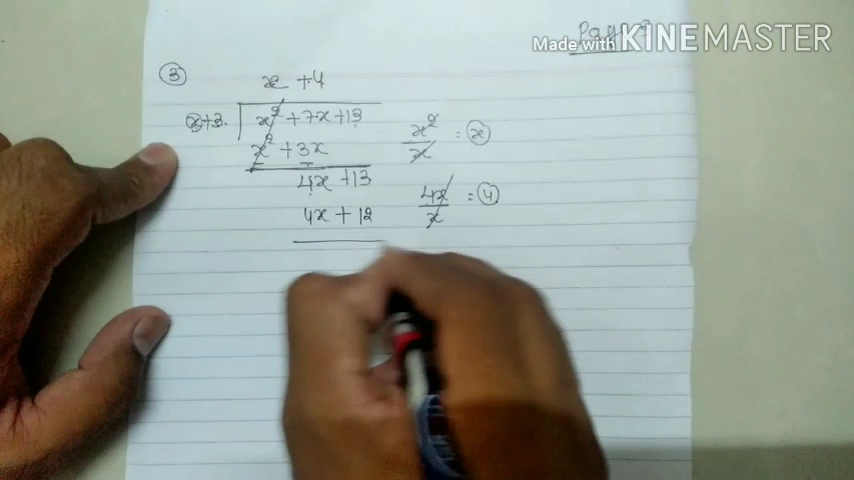 Made with KINEMASTER
③
x + 4
x+3. x² + 7x + 13
x² + 3x
4x + 13
4x + 12
x²/x = x
4x/x = 4